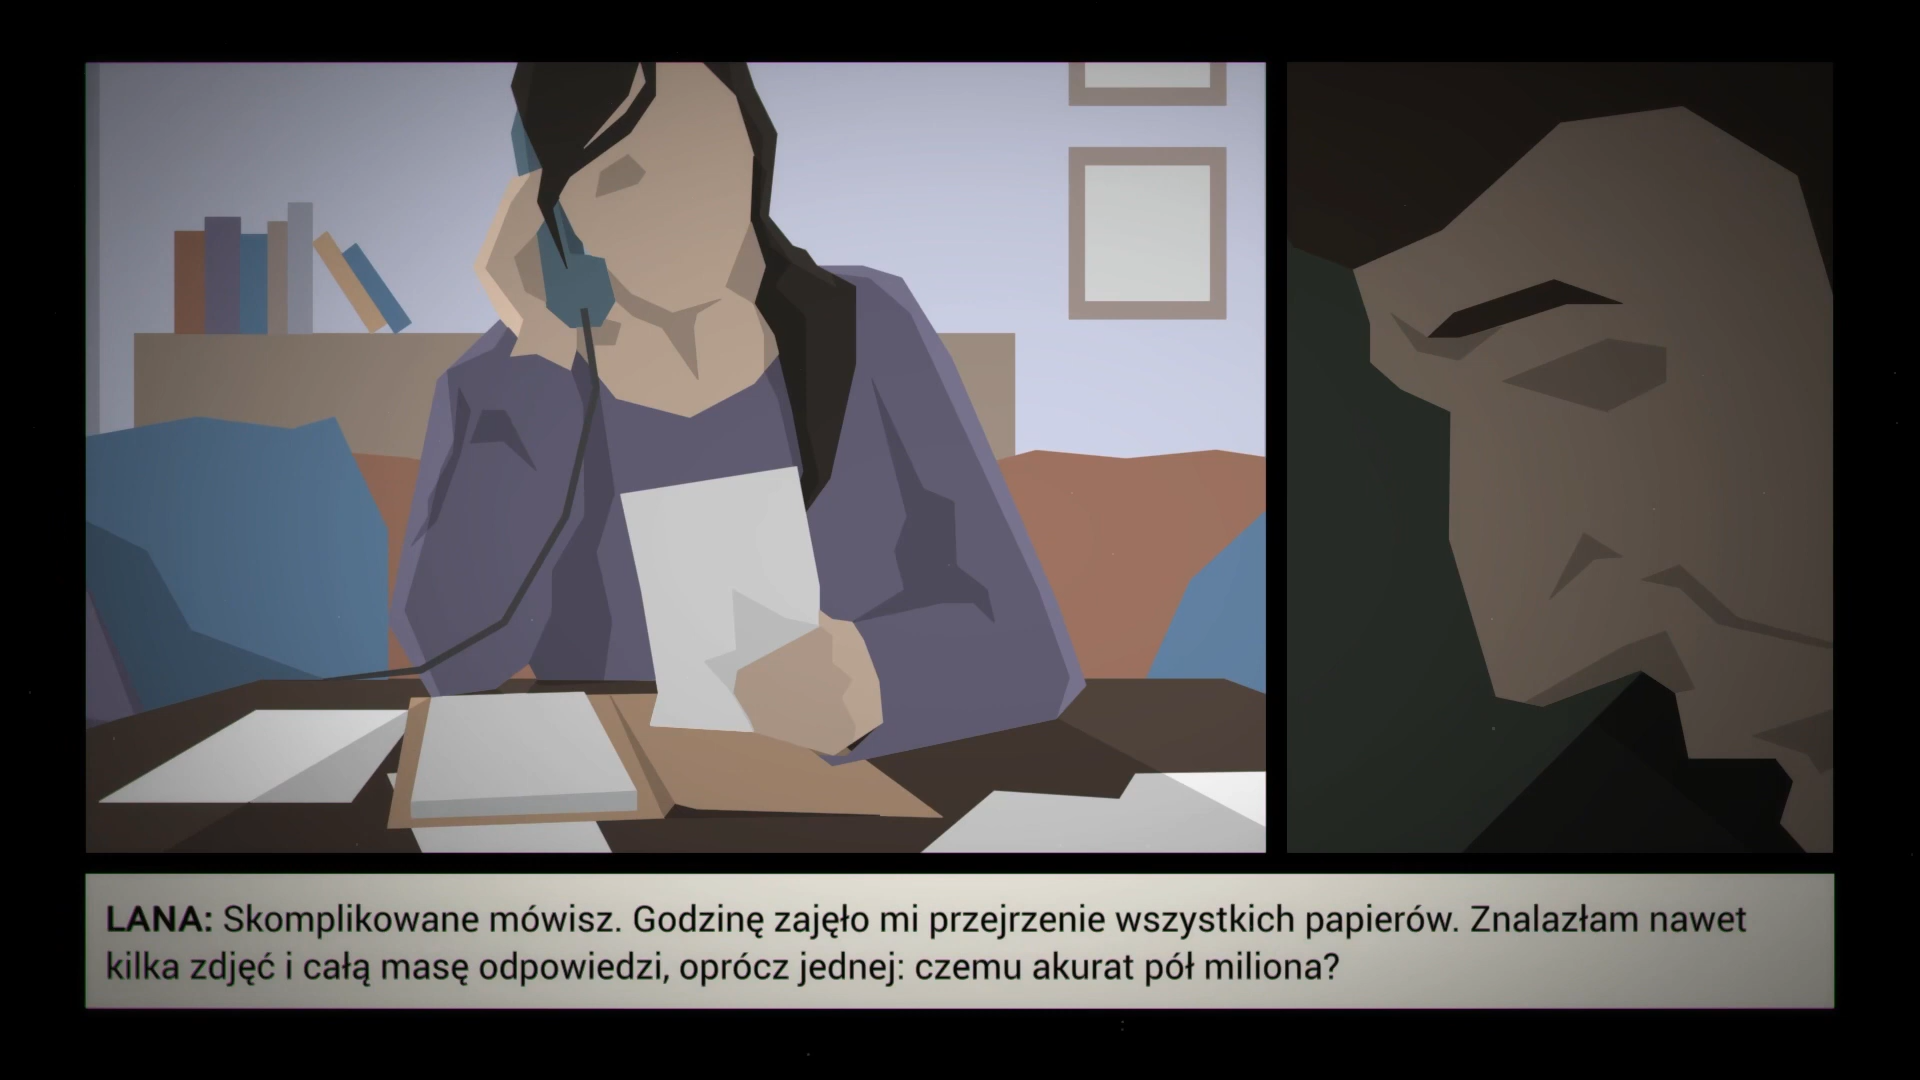 LANA: Skomplikowane mówisz. Godzinę zajęło mi przejrzenie wszystkich papierów. Znalazłam nawet
kilka zdjęć i całą masę odpowiedzi, oprócz jednej: czemu akurat pół miliona?